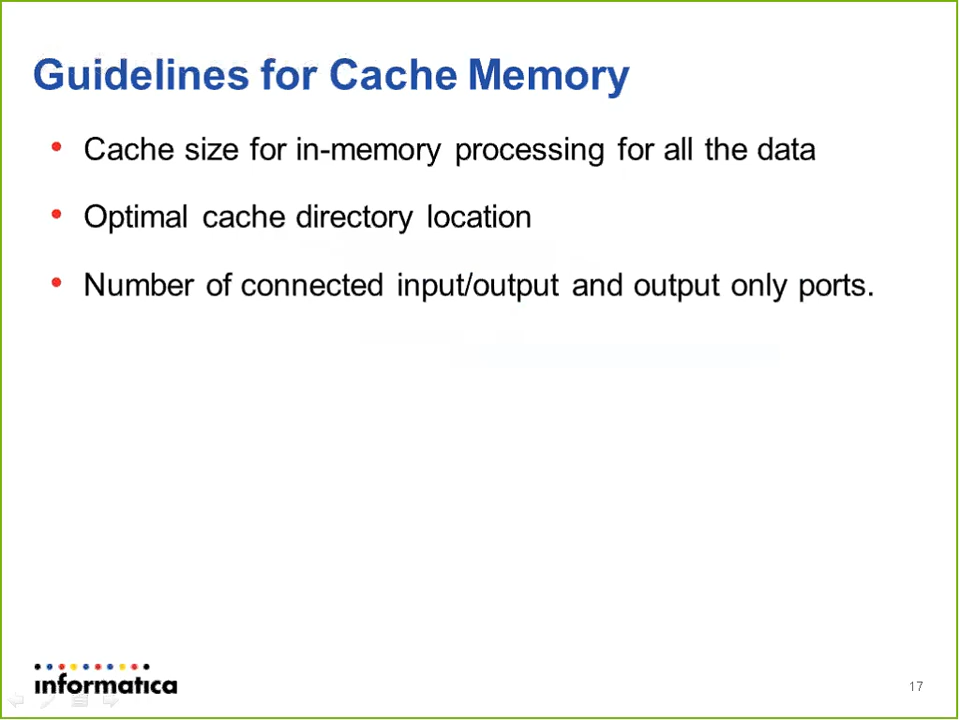 Guidelines for Cache Memory
• Cache size for in-memory processing for all the data
• Optimal cache directory location
• Number of connected input/output and output only ports.
informatica
17